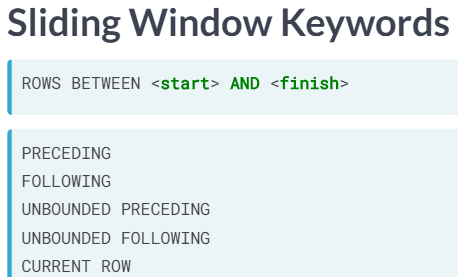 Sliding Window Keywords
ROWS BETWEEN <start> AND <finish>
PRECEDING
FOLLOWING
UNBOUNDED PRECEDING
UNBOUNDED FOLLOWING
CURRENT ROW